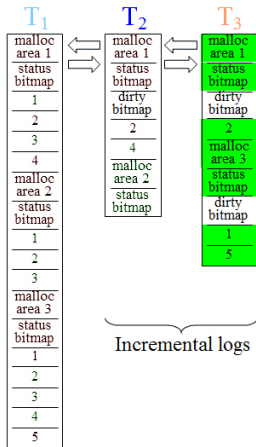 T1
T2
T3
malloc
area 1
status
bitmap
1
2
3
4
malloc
area 2
status
bitmap
1
2
3
malloc
area 3
status
bitmap
1
2
3
4
5
malloc
area 1
status
bitmap
dirty
bitmap
2
4
malloc
area 2
status
bitmap
malloc
area 1
status
bitmap
dirty
bitmap
2
malloc
area 3
status
bitmap
dirty
bitmap
1
5
Incremental logs